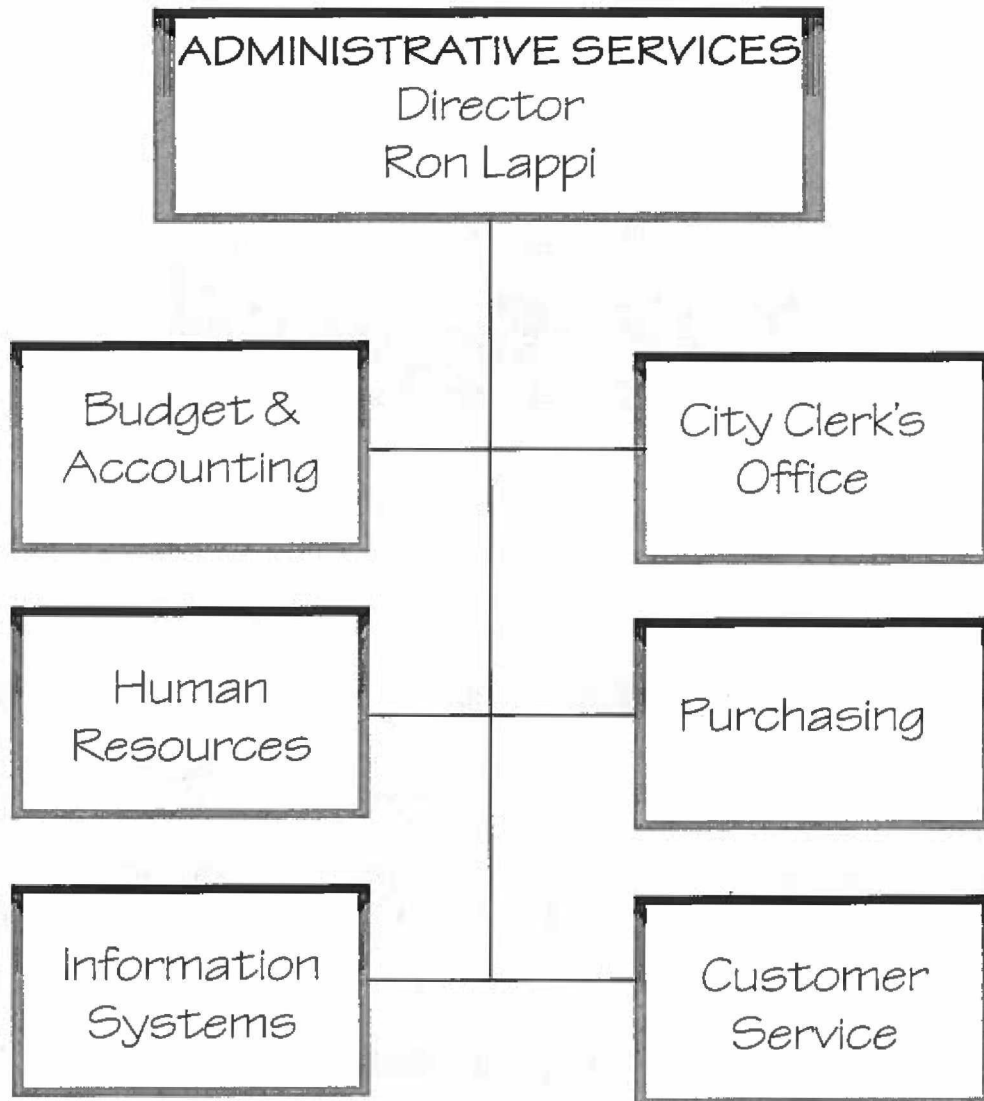 ADMINISTRATIVE SERVICES
Director
Ron Lappi
Budget &
Accounting
City Clerk's
Office
Human
Resources
Purchasing
Information
Systems
Customer
Service